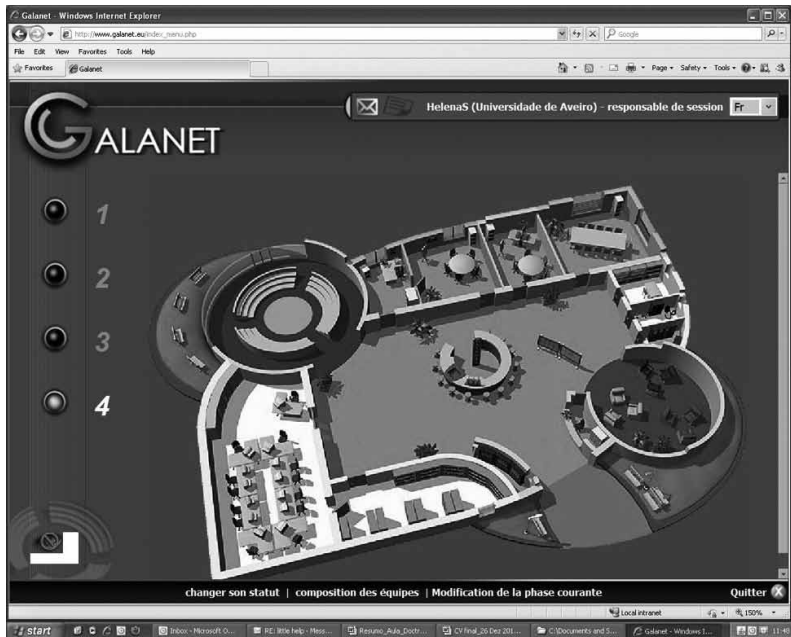 Galanet - Windows Internet Explorer
http://www.galanet.eu/index_menu.php
Google
File Edit View Favorites Tools Help
Favorites Galanet
Page Safety Tools
HelenaS (Universidade de Aveiro) - responsable de session Fr
GALANET
1
2
3
4
changer son statut | composition des équipes | Modification de la phase courante
Quitter
Local intranet 150%
start Inbox - Microsoft O... RE: little help - Mess... Resumo_Aula_Doctr... CV final_26 Dez 201... C:\Documents and S... Galanet - Windows I... 11:40